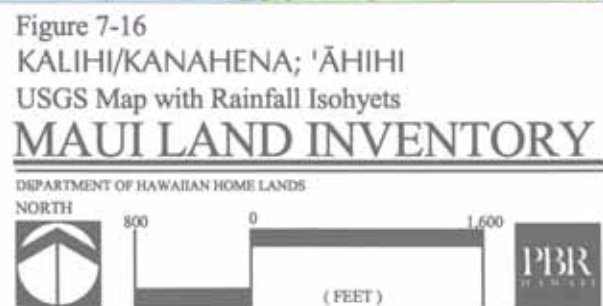 Figure 7-16
KALIHI/KANAHENA; 'ĀHIHI
USGS Map with Rainfall Isohyets
MAUI LAND INVENTORY
DEPARTMENT OF HAWAIIAN HOME LANDS
NORTH
800 0 1,600
( FEET )
PBR
HAWAII